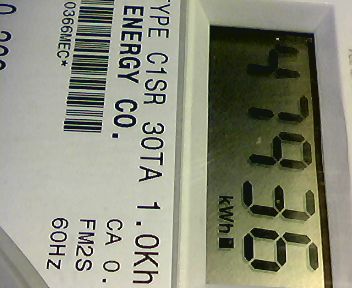 47936
kWh
TYPE C1SR 30TA 1.0Kh
ENERGY CO.
CA 0.
FM2S
0366MEC*
60HZ